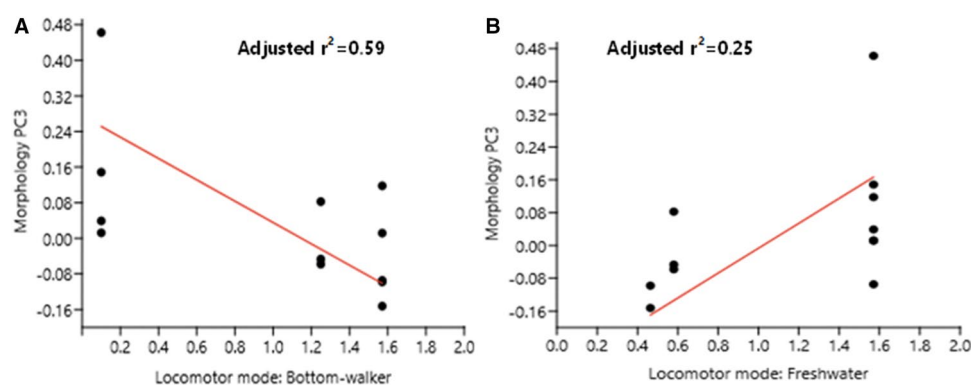 A
Adjusted r²=0.59
Morphology PC3
0.48
0.40
0.32
0.24
0.16
0.08
0.00
-0.08
-0.16
0.2 0.4 0.6 0.8 1.0 1.2 1.4 1.6 1.8 2.0
Locomotor mode: Bottom-walker
B
Adjusted r²=0.25
Morphology PC3
0.48
0.40
0.32
0.24
0.16
0.08
0.00
-0.08
-0.16
0.0 0.2 0.4 0.6 0.8 1.0 1.2 1.4 1.6 1.8 2.0
Locomotor mode: Freshwater